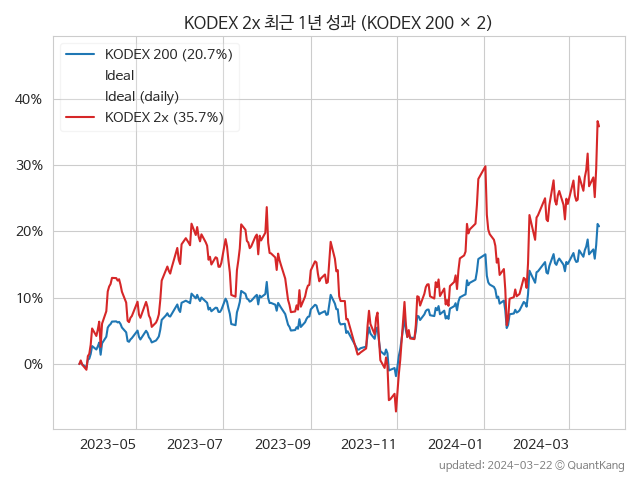 KODEX 2x 최근 1년 성과 (KODEX 200 × 2)
KODEX 200 (20.7%)
Ideal
Ideal (daily)
KODEX 2x (35.7%)
40%
30%
20%
10%
0%
2023-05 2023-07 2023-09 2023-11 2024-01 2024-03
updated: 2024-03-22 ⓒ QuantKang